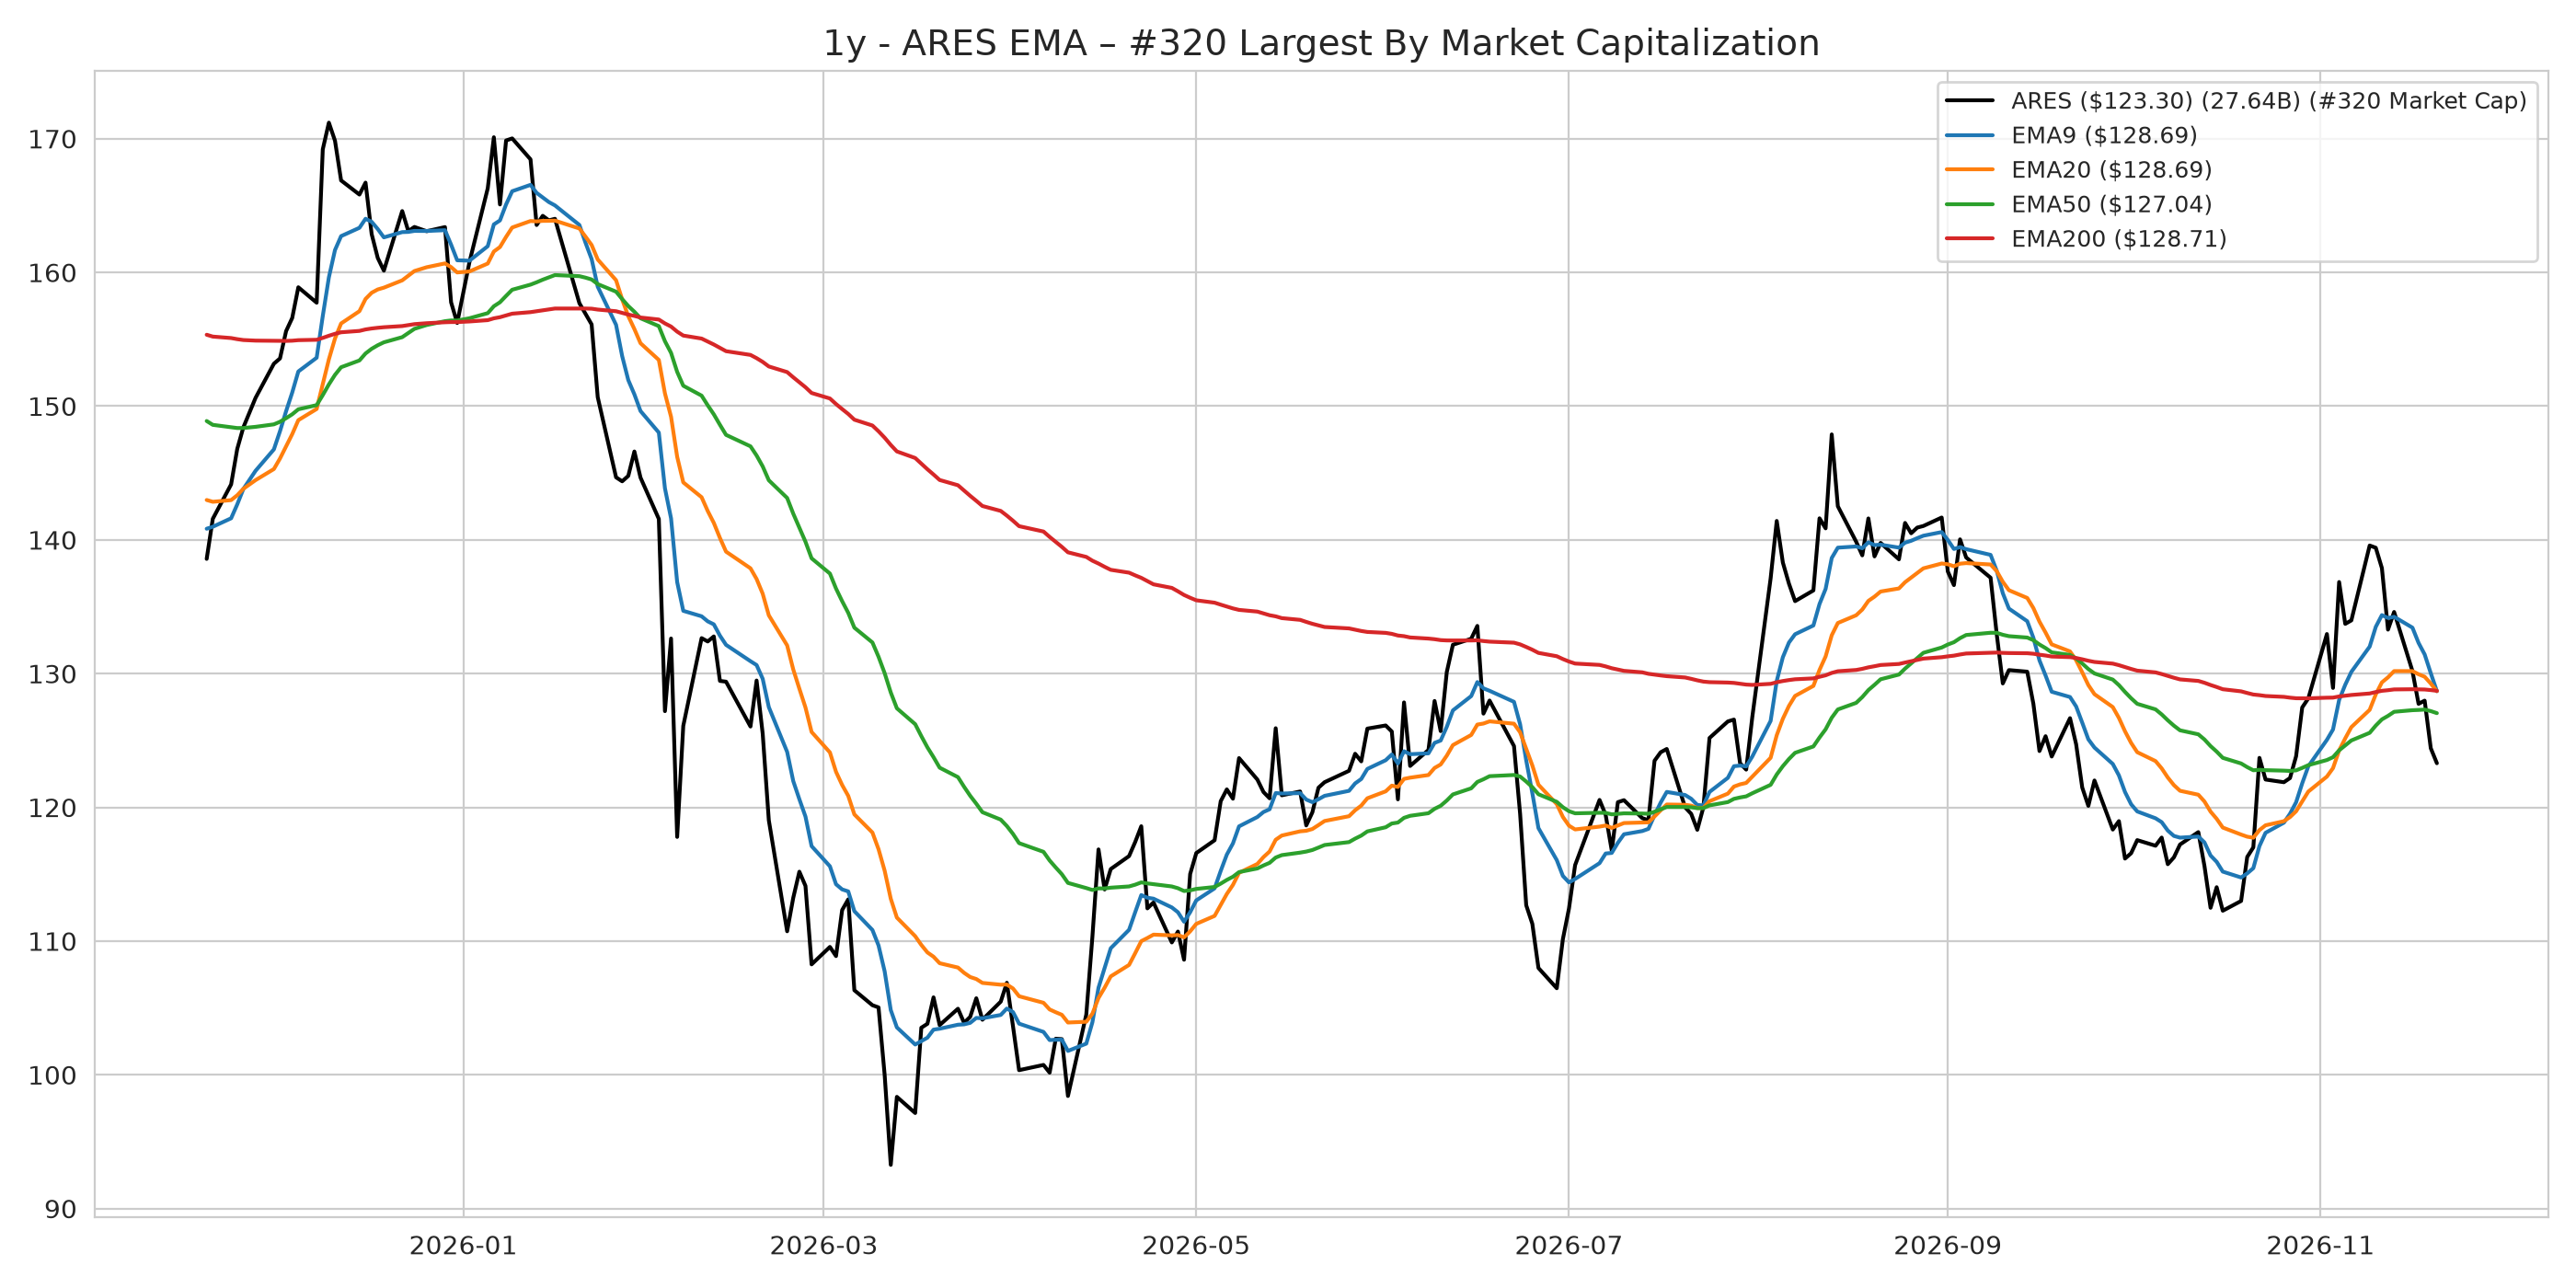 1y - ARES EMA – #320 Largest By Market Capitalization
ARES ($123.30) (27.64B) (#320 Market Cap)
EMA9 ($128.69)
EMA20 ($128.69)
EMA50 ($127.04)
EMA200 ($128.71)
170
160
150
140
130
120
110
100
90
2026-01
2026-03
2026-05
2026-07
2026-09
2026-11